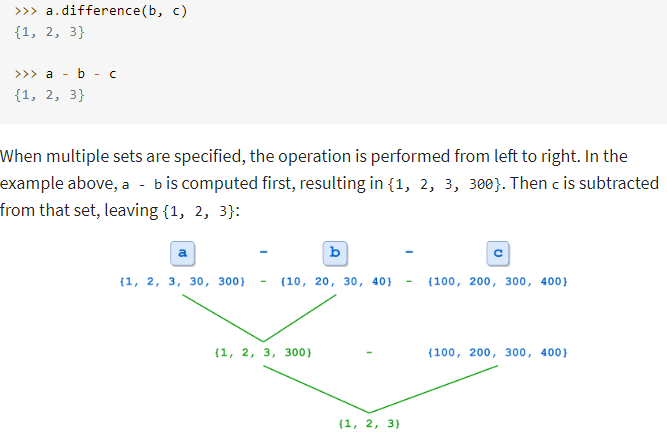 >>> a.difference(b, c)
{1, 2, 3}
>>> a - b - c
{1, 2, 3}
When multiple sets are specified, the operation is performed from left to right. In the
example above, a - b is computed first, resulting in {1, 2, 3, 300}. Then c is subtracted
from that set, leaving {1, 2, 3}:
a - b - c
{1, 2, 3, 30, 300} - {10, 20, 30, 40} - {100, 200, 300, 400}
{1, 2, 3, 300} - {100, 200, 300, 400}
{1, 2, 3}